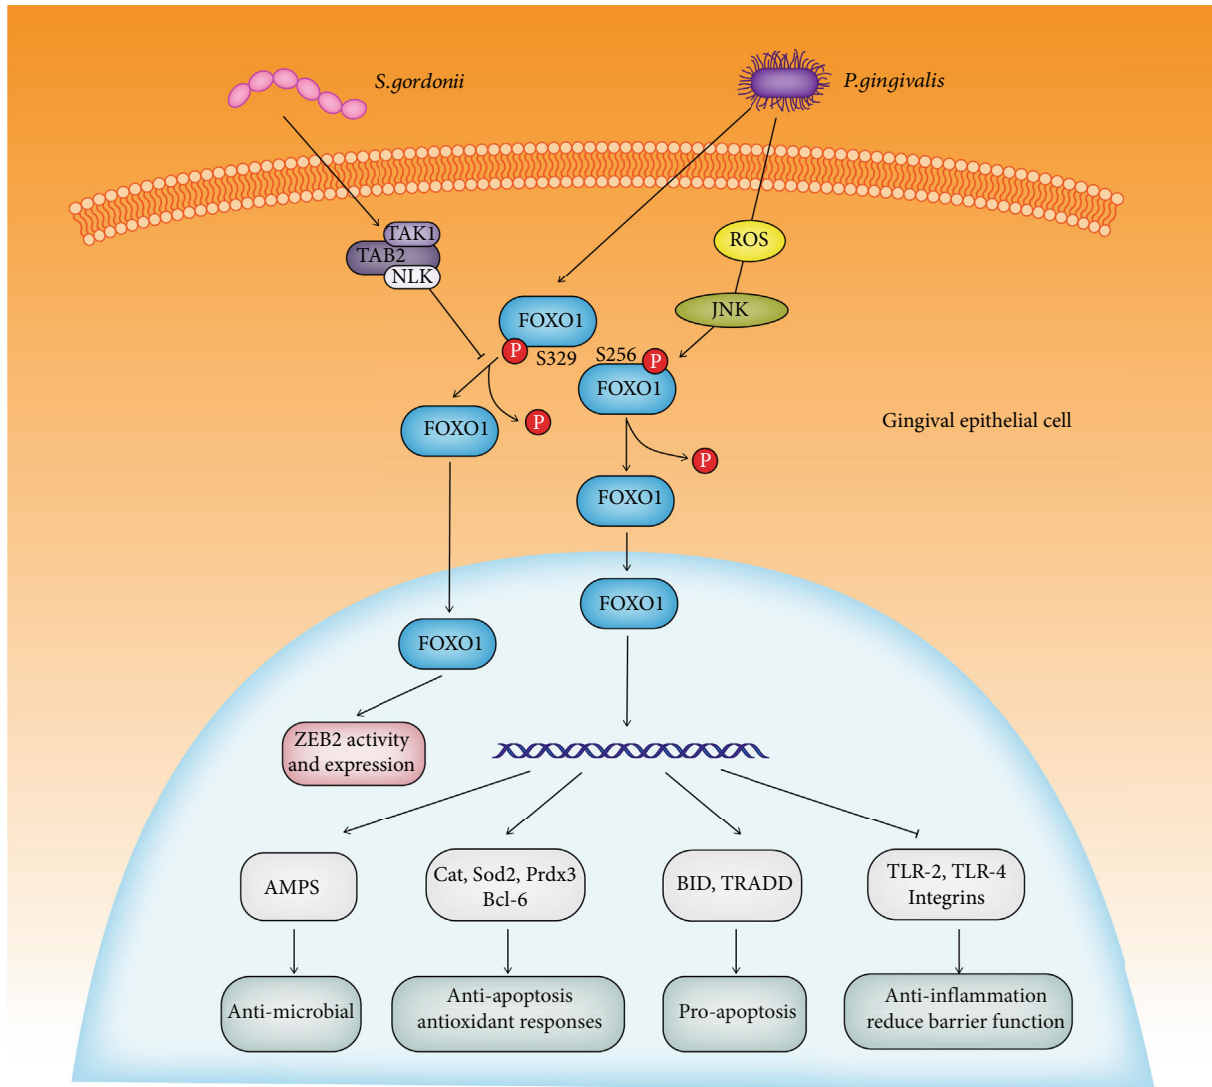 S.gordonii
P.gingivalis
TAK1
TAB2
NLK
ROS
JNK
FOXO1
P
S329
S256
P
FOXO1
FOXO1
P
Gingival epithelial cell
P
FOXO1
FOXO1
FOXO1
ZEB2 activity
and expression
AMPS
Cat, Sod2, Prdx3
Bcl-6
BID, TRADD
TLR-2, TLR-4
Integrins
Anti-microbial
Anti-apoptosis
antioxidant responses
Pro-apoptosis
Anti-inflammation
reduce barrier function